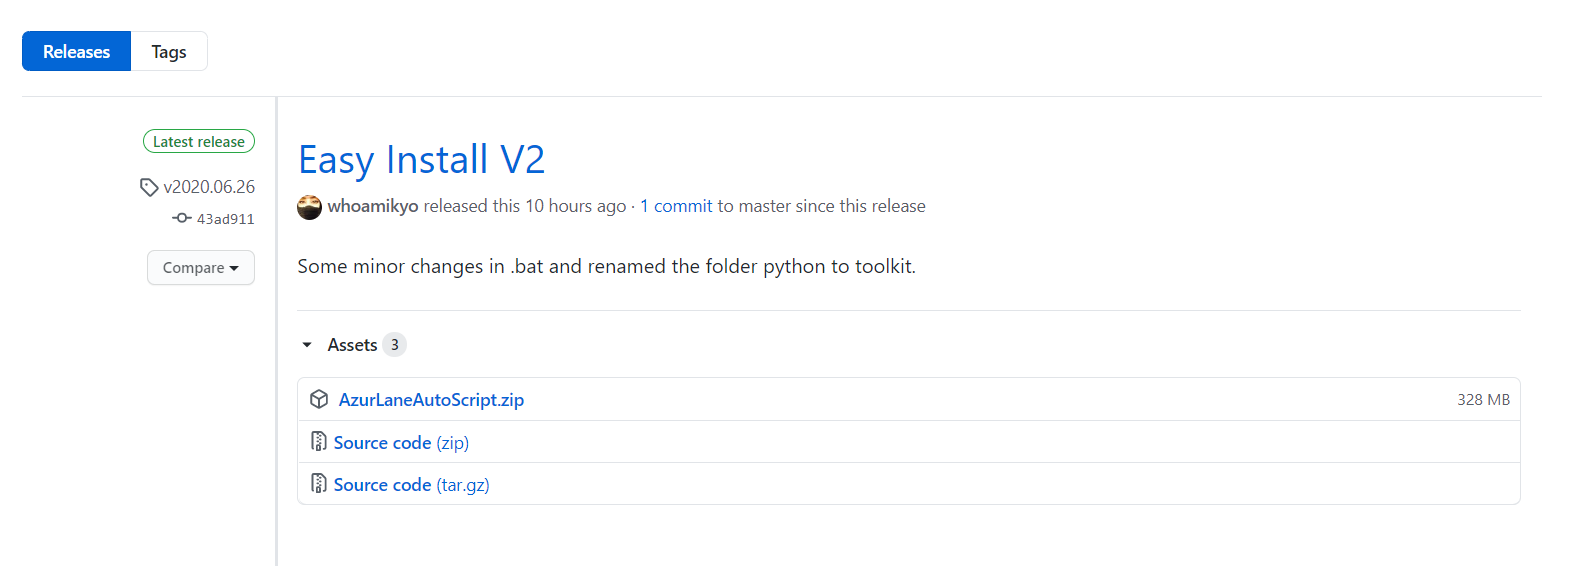 Releases Tags
Latest release
v2020.06.26
43ad911
Compare
Easy Install V2
whoamikyo released this 10 hours ago · 1 commit to master since this release
Some minor changes in .bat and renamed the folder python to toolkit.
Assets 3
AzurLaneAutoScript.zip 328 MB
Source code (zip)
Source code (tar.gz)